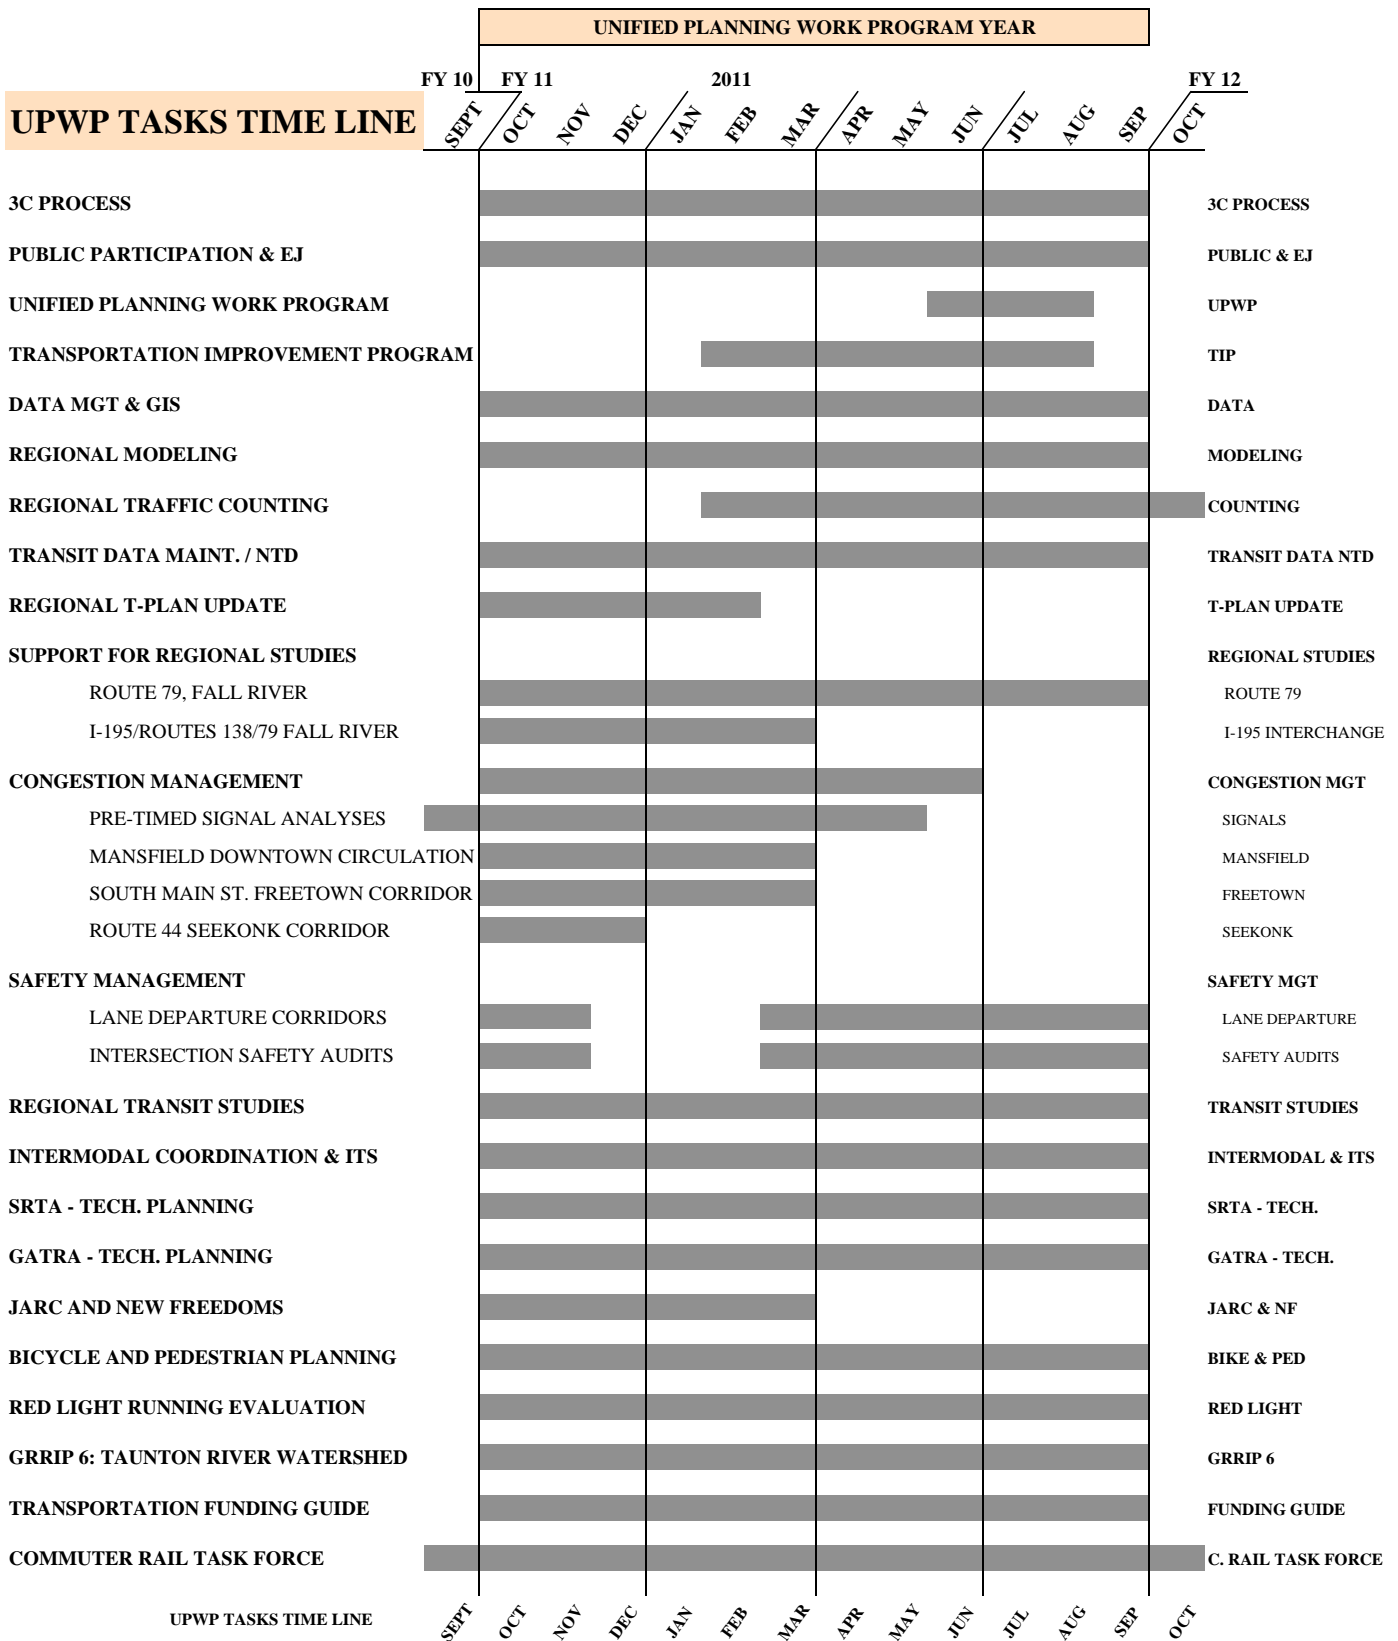 UNIFIED PLANNING WORK PROGRAM YEAR
FY 10 FY 11 2011 FY 12
UPWP TASKS TIME LINE SEPT OCT NOV DEC JAN FEB MAR APR MAY JUN JUL AUG SEP OCT
3C PROCESS 3C PROCESS
PUBLIC PARTICIPATION & EJ PUBLIC & EJ
UNIFIED PLANNING WORK PROGRAM UPWP
TRANSPORTATION IMPROVEMENT PROGRAM TIP
DATA MGT & GIS DATA
REGIONAL MODELING MODELING
REGIONAL TRAFFIC COUNTING COUNTING
TRANSIT DATA MAINT. / NTD TRANSIT DATA NTD
REGIONAL T-PLAN UPDATE T-PLAN UPDATE
SUPPORT FOR REGIONAL STUDIES REGIONAL STUDIES
ROUTE 79, FALL RIVER ROUTE 79
I-195/ROUTES 138/79 FALL RIVER I-195 INTERCHANGE
CONGESTION MANAGEMENT CONGESTION MGT
PRE-TIMED SIGNAL ANALYSES SIGNALS
MANSFIELD DOWNTOWN CIRCULATION MANSFIELD
SOUTH MAIN ST. FREETOWN CORRIDOR FREETOWN
ROUTE 44 SEEKONK CORRIDOR SEEKONK
SAFETY MANAGEMENT SAFETY MGT
LANE DEPARTURE CORRIDORS LANE DEPARTURE
INTERSECTION SAFETY AUDITS SAFETY AUDITS
REGIONAL TRANSIT STUDIES TRANSIT STUDIES
INTERMODAL COORDINATION & ITS INTERMODAL & ITS
SRTA - TECH. PLANNING SRTA - TECH.
GATRA - TECH. PLANNING GATRA - TECH.
JARC AND NEW FREEDOMS JARC & NF
BICYCLE AND PEDESTRIAN PLANNING BIKE & PED
RED LIGHT RUNNING EVALUATION RED LIGHT
GRRIP 6: TAUNTON RIVER WATERSHED GRRIP 6
TRANSPORTATION FUNDING GUIDE FUNDING GUIDE
COMMUTER RAIL TASK FORCE C. RAIL TASK FORCE
UPWP TASKS TIME LINE SEPT OCT NOV DEC JAN FEB MAR APR MAY JUN JUL AUG SEP OCT